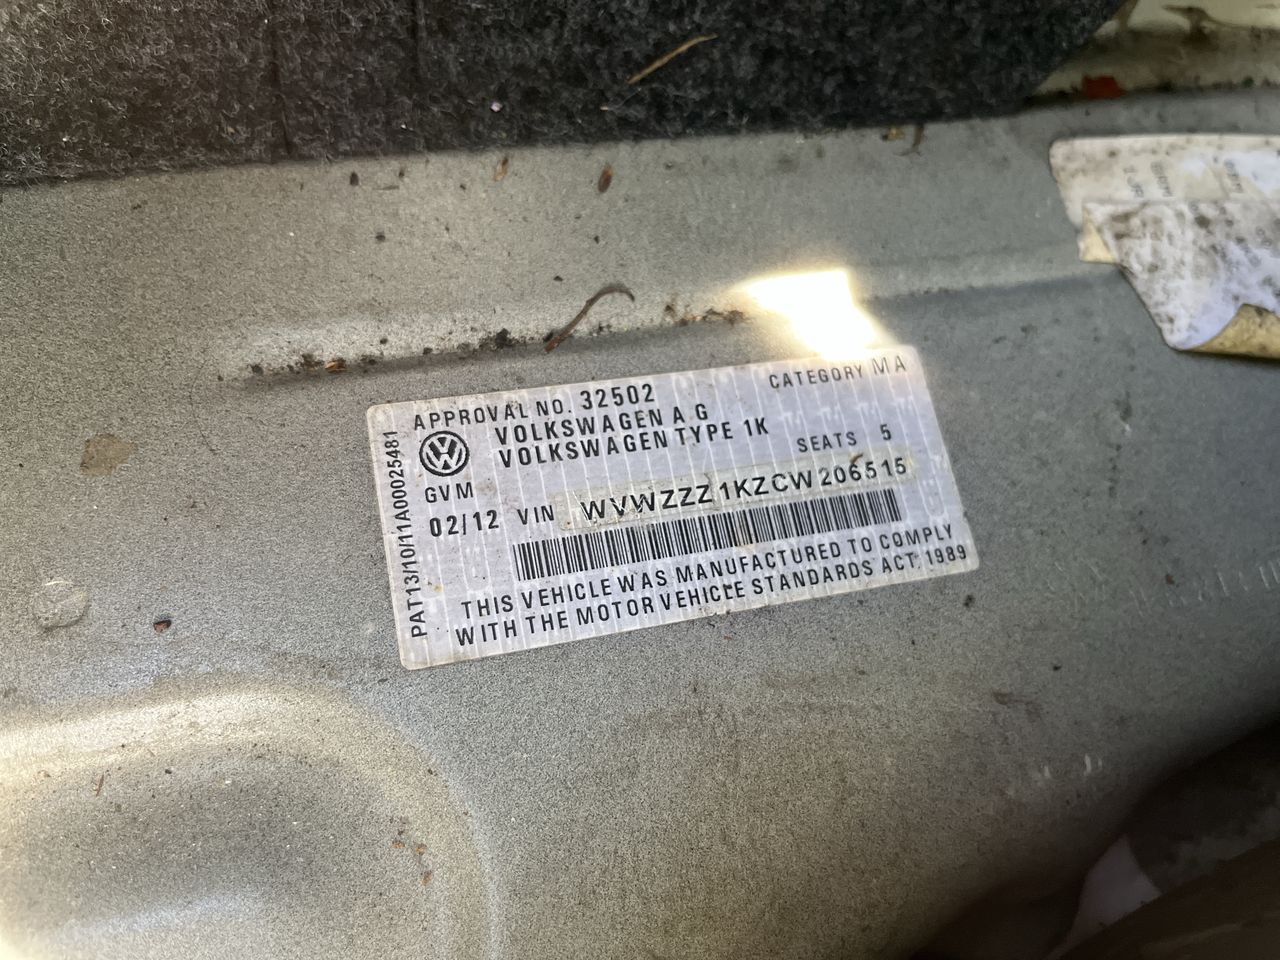 APPROVAL NO. 32502
CATEGORY MA
VOLKSWAGEN AG
VOLKSWAGEN TYPE 1K
SEATS 5
GVM
02/12 VIN WVWZZZ1KZCW206515
THIS VEHICLE WAS MANUFACTURED TO COMPLY
WITH THE MOTOR VEHICLE STANDARDS ACT, 1989
PAT13/10/11A00025481